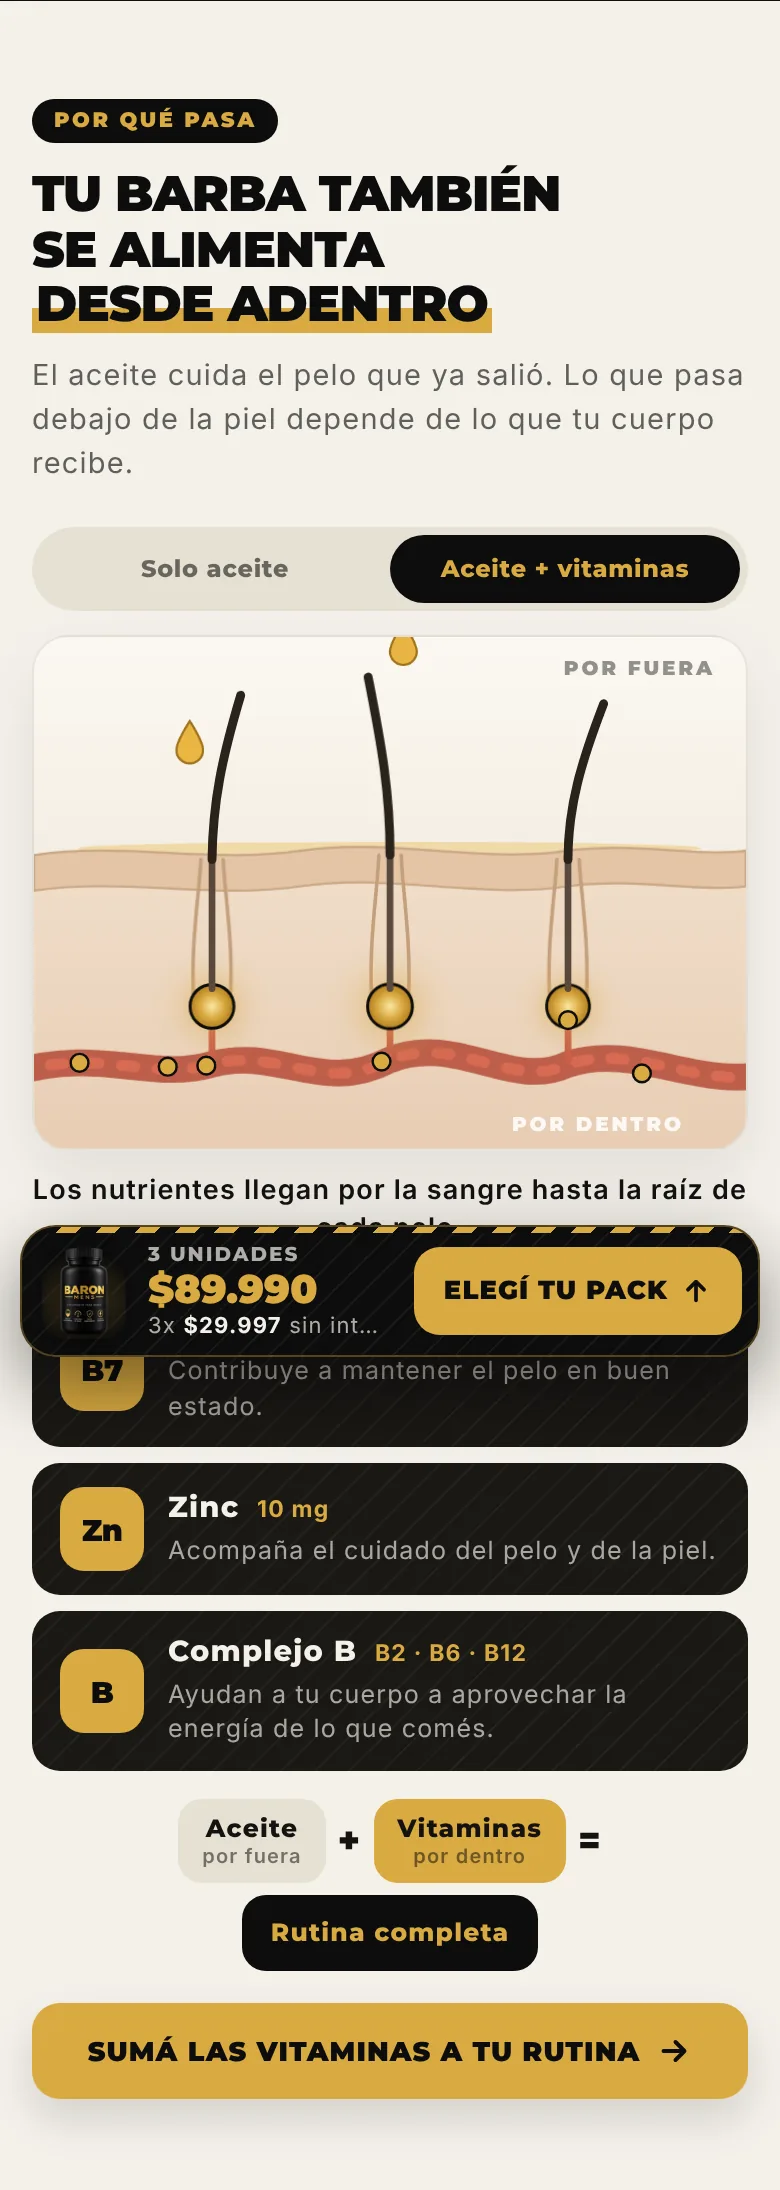 POR QUÉ PASA
TU BARBA TAMBIÉN
SE ALIMENTA
DESDE ADENTRO
El aceite cuida el pelo que ya salió. Lo que pasa
debajo de la piel depende de lo que tu cuerpo
recibe.
Solo aceite
Aceite + vitaminas
POR FUERA
POR DENTRO
Los nutrientes llegan por la sangre hasta la raíz de
3 UNIDADES
$89.990
3x $29.997 sin int...
BARON
MENS
ELEGÍ TU PACK ↑
B7
Contribuye a mantener el pelo en buen
estado.
Zn
Zinc 10 mg
Acompaña el cuidado del pelo y de la piel.
B
Complejo B B2 · B6 · B12
Ayudan a tu cuerpo a aprovechar la
energía de lo que comés.
Aceite + Vitaminas =
por fuera por dentro
Rutina completa
SUMÁ LAS VITAMINAS A TU RUTINA →